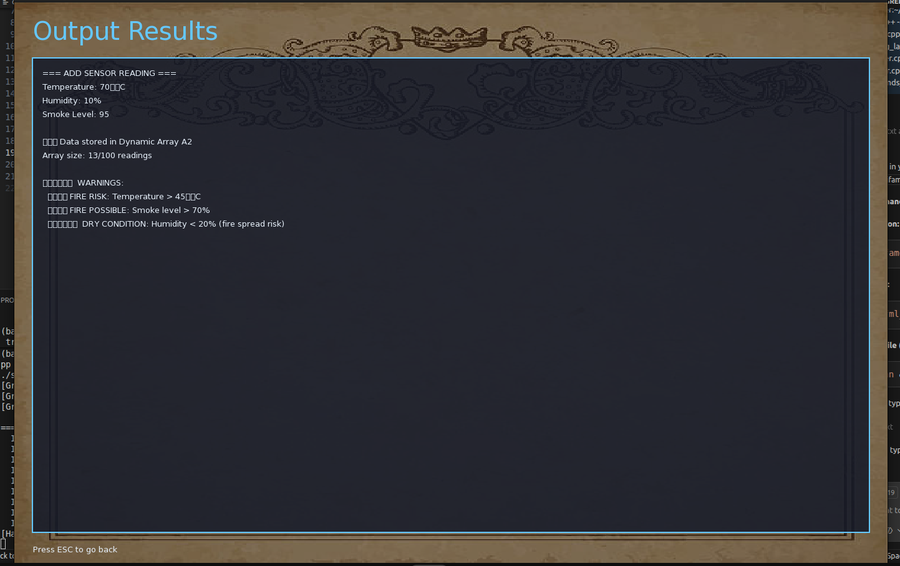 Output Results
=== ADD SENSOR READING ===
Temperature: 70▯▯C
Humidity: 10%
Smoke Level: 95
▯▯▯ Data stored in Dynamic Array A2
Array size: 13/100 readings
▯▯▯▯▯▯ WARNINGS:
▯▯▯▯ FIRE RISK: Temperature > 45▯▯C
▯▯▯▯ FIRE POSSIBLE: Smoke level > 70%
▯▯▯▯▯▯ DRY CONDITION: Humidity < 20% (fire spread risk)
Press ESC to go back